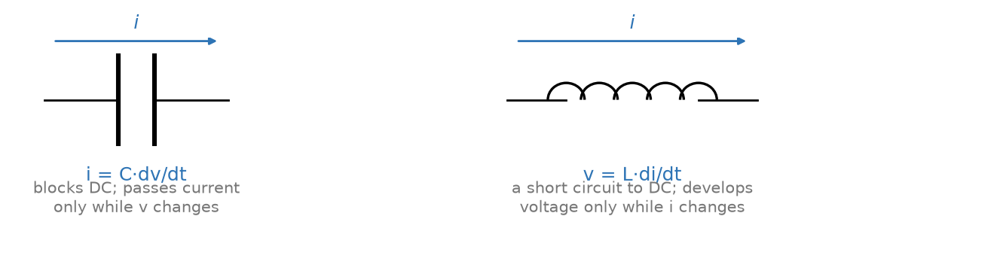 i
i = C·dv/dt
blocks DC; passes current
only while v changes
i
v = L·di/dt
a short circuit to DC; develops
voltage only while i changes